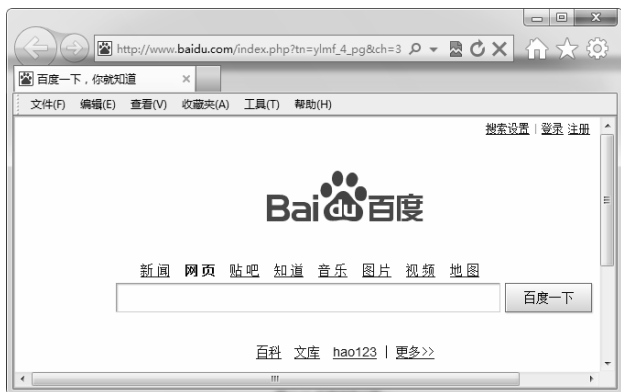 http://www.baidu.com/index.php?tn=ylmf_4_pg&ch=3
百度一下，你就知道
文件(F) 编辑(E) 查看(V) 收藏夹(A) 工具(T) 帮助(H)
搜索设置 | 登录 注册
Bai du 百度
新闻 网页 贴吧 知道 音乐 图片 视频 地图
百度一下
百科 文库 hao123 | 更多>>